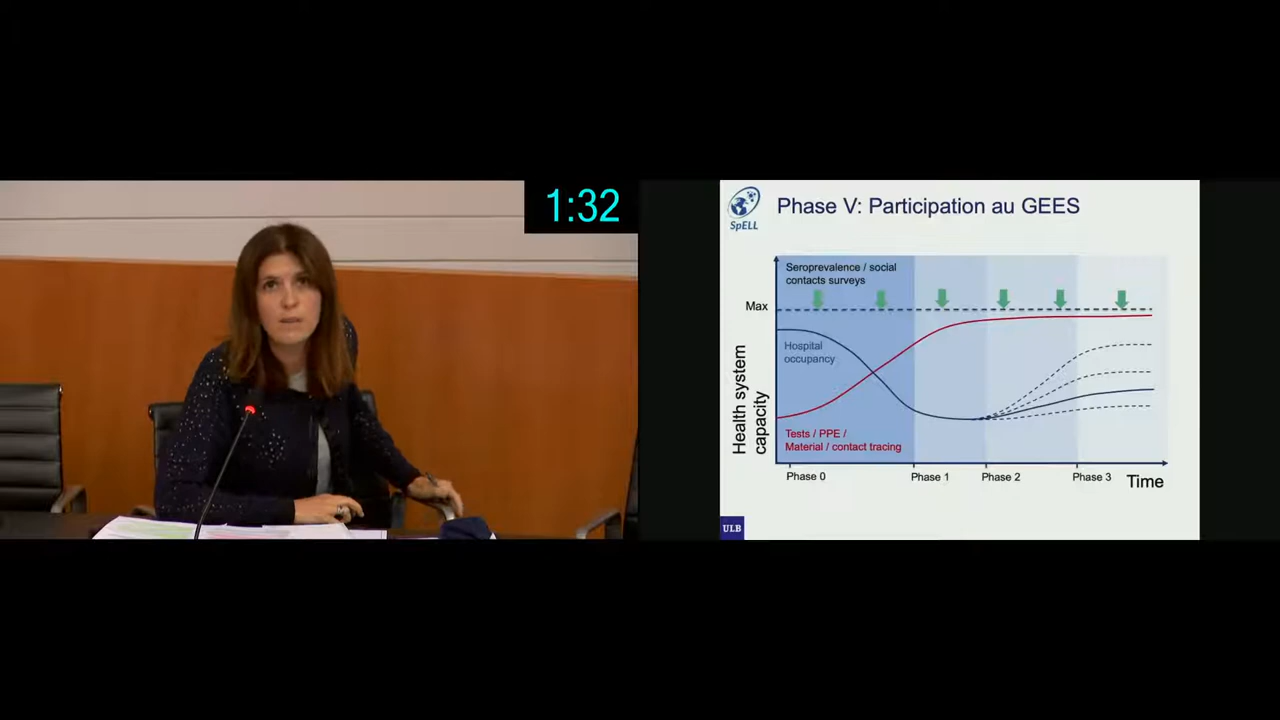 1:32
SpELL
Phase V: Participation au GEES
Seroprevalence / social
contacts surveys
Max
Hospital
occupancy
Health system
capacity
Tests / PPE /
Material / contact tracing
Phase 0
Phase 1
Phase 2
Phase 3
Time
ULB